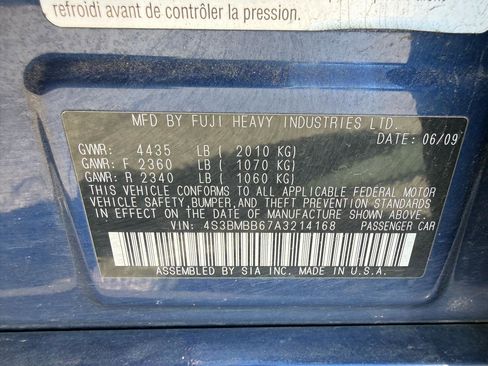 refroidi avant de contrôler la pression.
MFD BY FUJI HEAVY INDUSTRIES LTD.
DATE: 06/09
GVWR: 4435 LB ( 2010 KG)
GAWR: F 2360 LB ( 1070 KG)
GAWR: R 2340 LB ( 1060 KG)
THIS VEHICLE CONFORMS TO ALL APPLICABLE FEDERAL MOTOR
VEHICLE SAFETY,BUMPER,AND THEFT PREVENTION STANDARDS
IN EFFECT ON THE DATE OF MANUFACTURE SHOWN ABOVE.
VIN: 4S3BMBB67A3214168 PASSENGER CAR
ASSEMBLED BY SIA INC. MADE IN U.S.A.